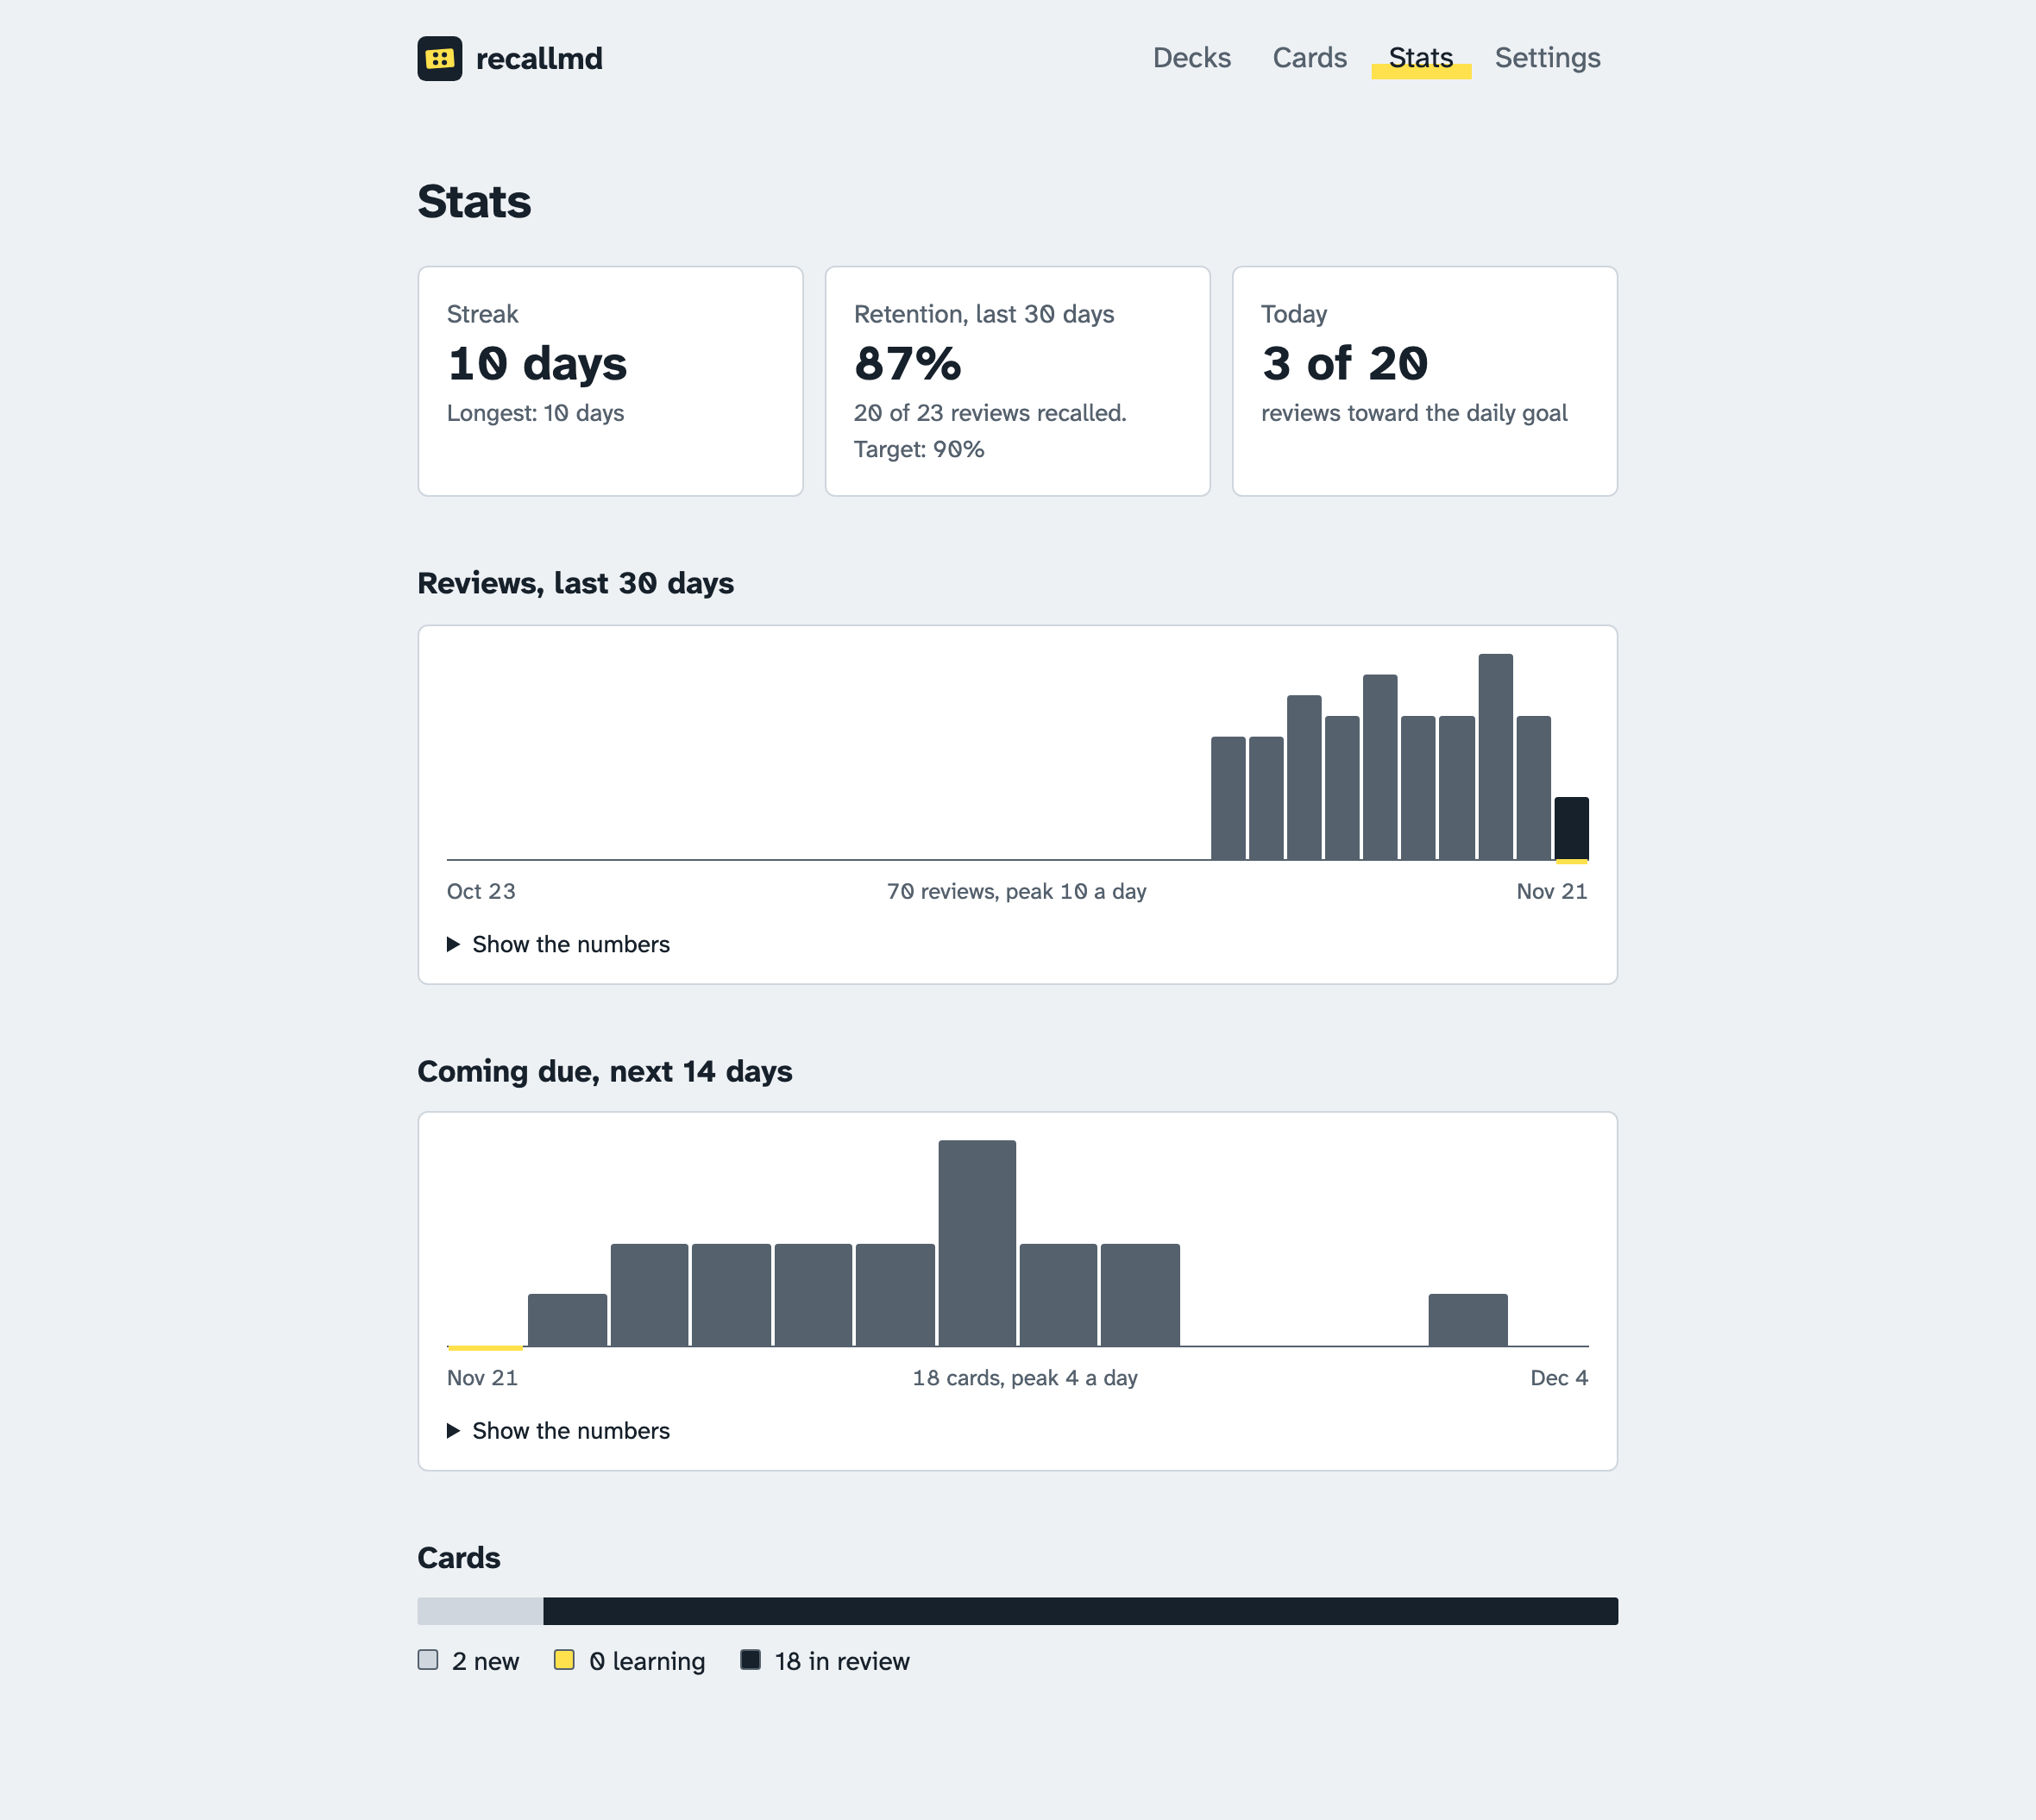 recallmd
Decks Cards Stats Settings
Stats
Streak
10 days
Longest: 10 days
Retention, last 30 days
87%
20 of 23 reviews recalled.
Target: 90%
Today
3 of 20
reviews toward the daily goal
Reviews, last 30 days
Oct 23 70 reviews, peak 10 a day Nov 21
Show the numbers
Coming due, next 14 days
Nov 21 18 cards, peak 4 a day Dec 4
Show the numbers
Cards
2 new 0 learning 18 in review